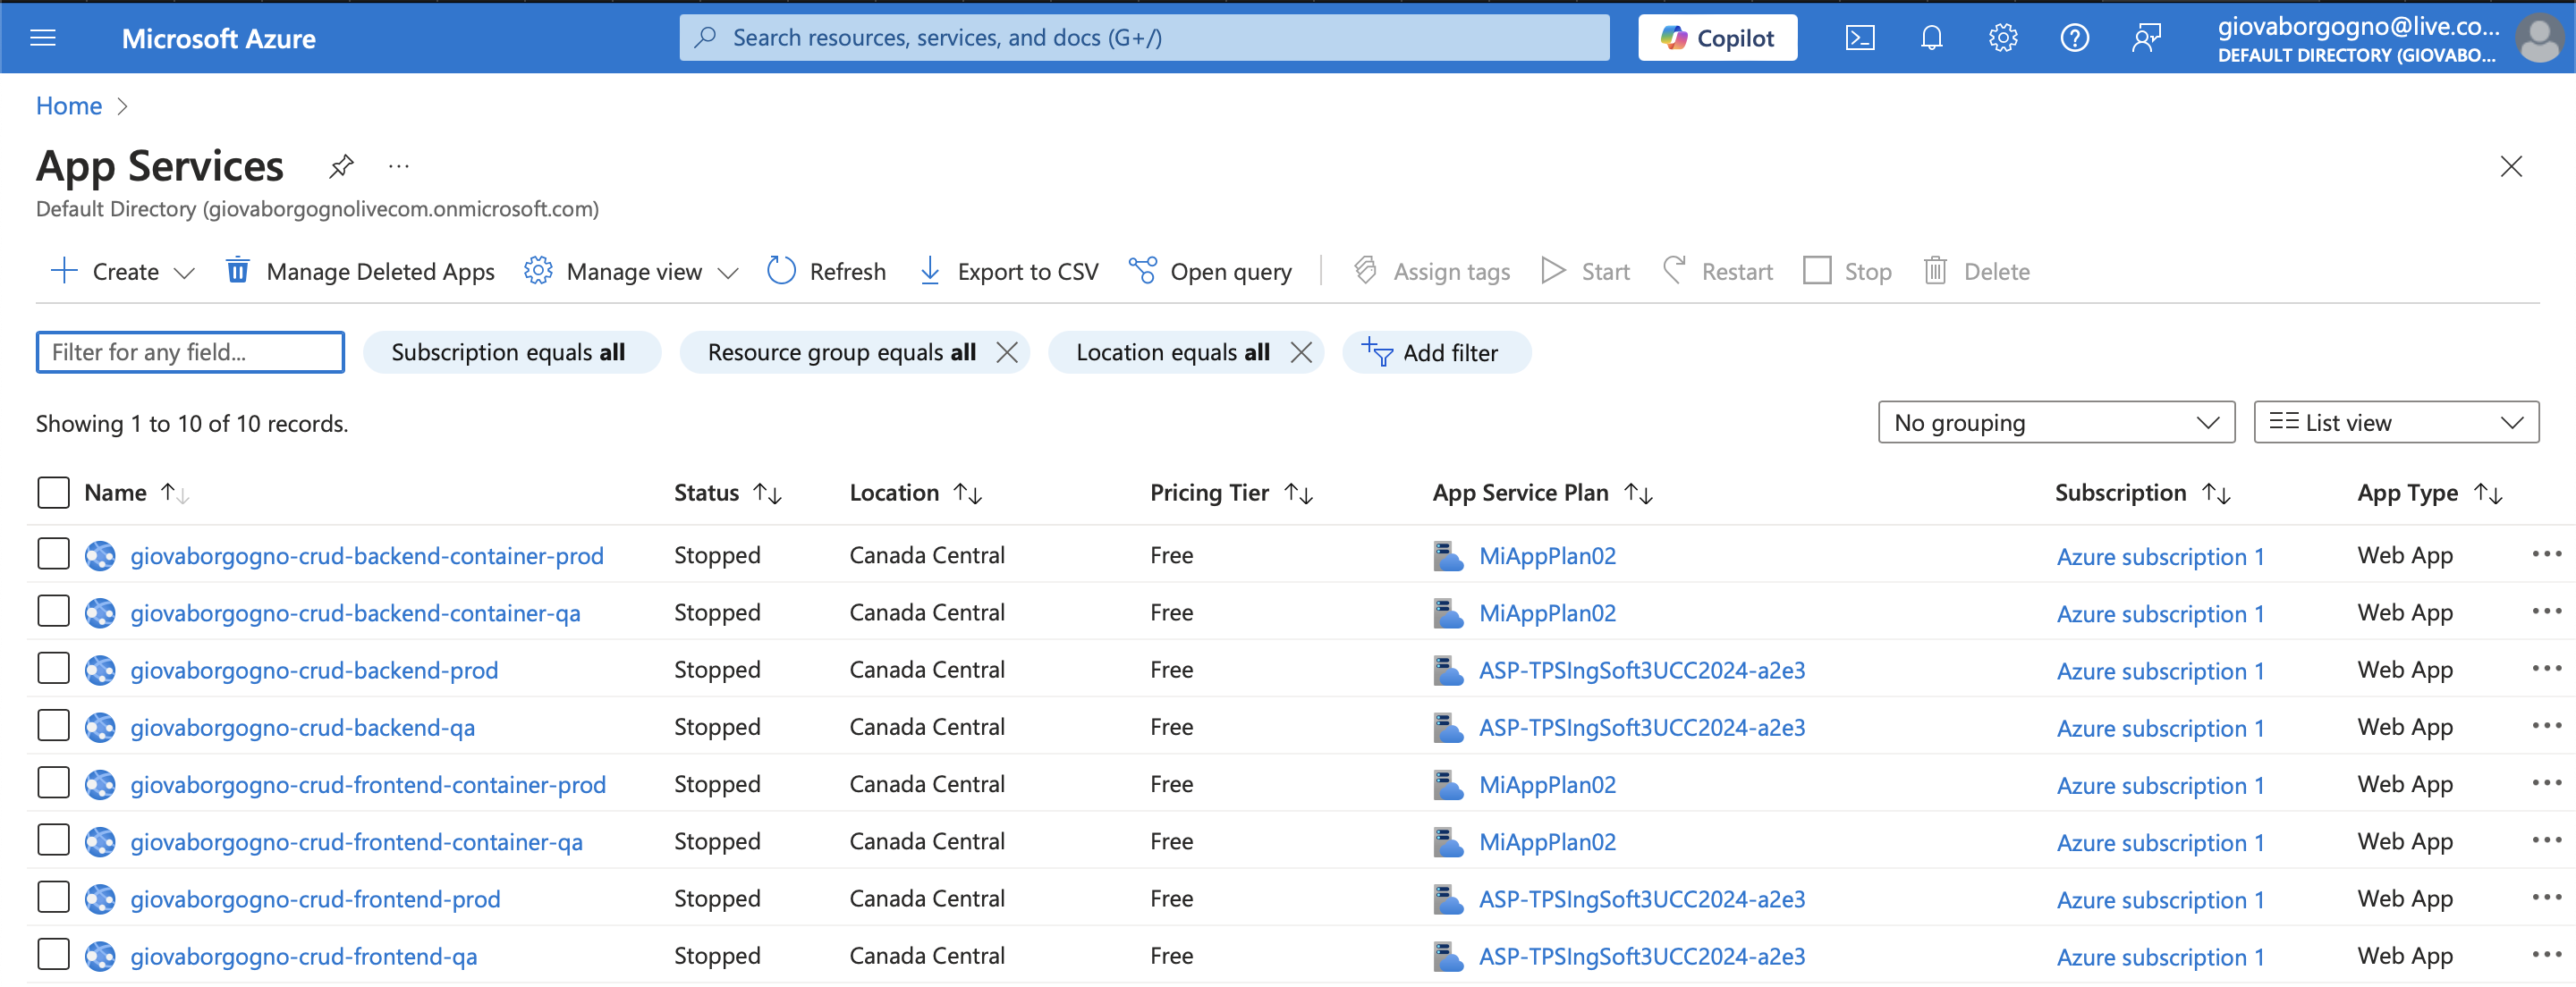 Microsoft Azure
Search resources, services, and docs (G+/)
Copilot
giovaborgogno@live.co...
DEFAULT DIRECTORY (GIOVABO...
Home
App Services
Default Directory (giovaborgognolivecom.onmicrosoft.com)
Create Manage Deleted Apps Manage view Refresh Export to CSV Open query Assign tags Start Restart Stop Delete
Filter for any field... Subscription equals all Resource group equals all Location equals all Add filter
Showing 1 to 10 of 10 records. No grouping List view
Name Status Location Pricing Tier App Service Plan Subscription App Type
giovaborgogno-crud-backend-container-prod Stopped Canada Central Free MiAppPlan02 Azure subscription 1 Web App
giovaborgogno-crud-backend-container-qa Stopped Canada Central Free MiAppPlan02 Azure subscription 1 Web App
giovaborgogno-crud-backend-prod Stopped Canada Central Free ASP-TPSIngSoft3UCC2024-a2e3 Azure subscription 1 Web App
giovaborgogno-crud-backend-qa Stopped Canada Central Free ASP-TPSIngSoft3UCC2024-a2e3 Azure subscription 1 Web App
giovaborgogno-crud-frontend-container-prod Stopped Canada Central Free MiAppPlan02 Azure subscription 1 Web App
giovaborgogno-crud-frontend-container-qa Stopped Canada Central Free MiAppPlan02 Azure subscription 1 Web App
giovaborgogno-crud-frontend-prod Stopped Canada Central Free ASP-TPSIngSoft3UCC2024-a2e3 Azure subscription 1 Web App
giovaborgogno-crud-frontend-qa Stopped Canada Central Free ASP-TPSIngSoft3UCC2024-a2e3 Azure subscription 1 Web App